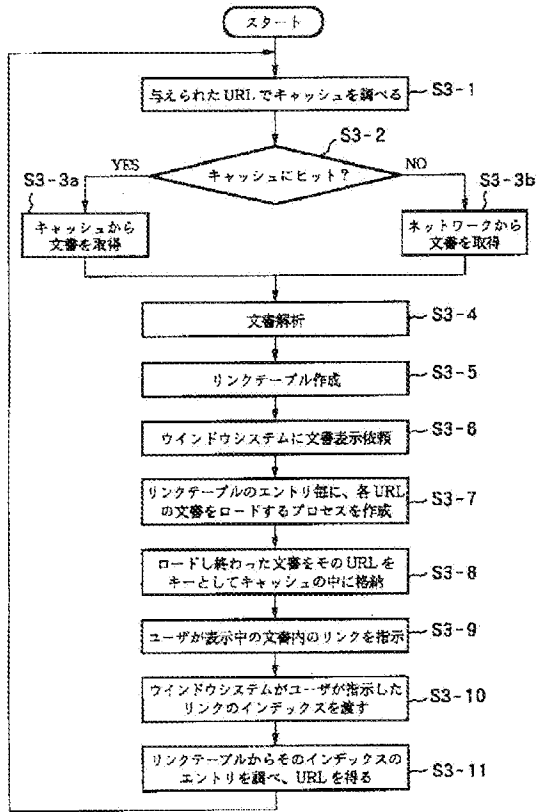 スタート
与えられた URL でキャッシュを調べる
S3-1
S3-2
YES
キャッシュにヒット?
NO
S3-3a
S3-3b
キャッシュから
文書を取得
ネットワークから
文書を取得
文書解析
S3-4
リンクテーブル作成
S3-5
ウインドウシステムに文書表示依頼
S3-6
リンクテーブルのエントリ毎に、各URL
の文書をロードするプロセスを作成
S3-7
ロードし終わった文書をその URL を
キーとしてキャッシュの中に格納
S3-8
ユーザが表示中の文書内のリンクを指示
S3-9
ウインドウシステムがユーザが指示した
リンクのインデックスを渡す
S3-10
リンクテーブルからそのインデックスの
エントリを調べ、URLを得る
S3-11